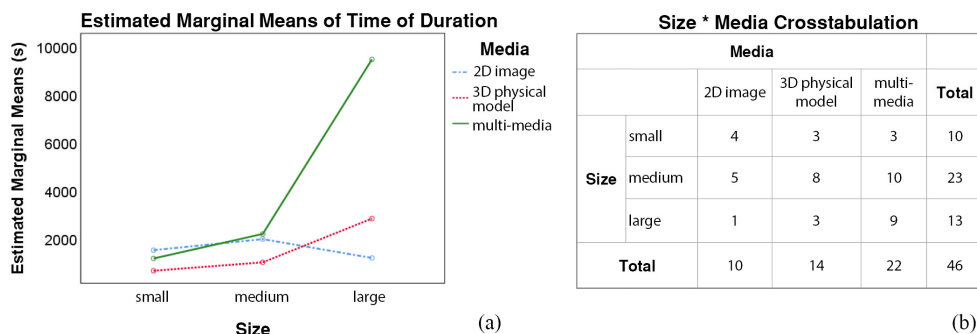 Estimated Marginal Means of Time of Duration
Estimated Marginal Means (s)
10000
8000
6000
4000
2000
small medium large
Size
Media
2D image
3D physical
model
multi-media
(a)
Size * Media Crosstabulation
Media
2D image 3D physical model multi-media Total
Size
small 4 3 3 10
medium 5 8 10 23
large 1 3 9 13
Total 10 14 22 46
(b)